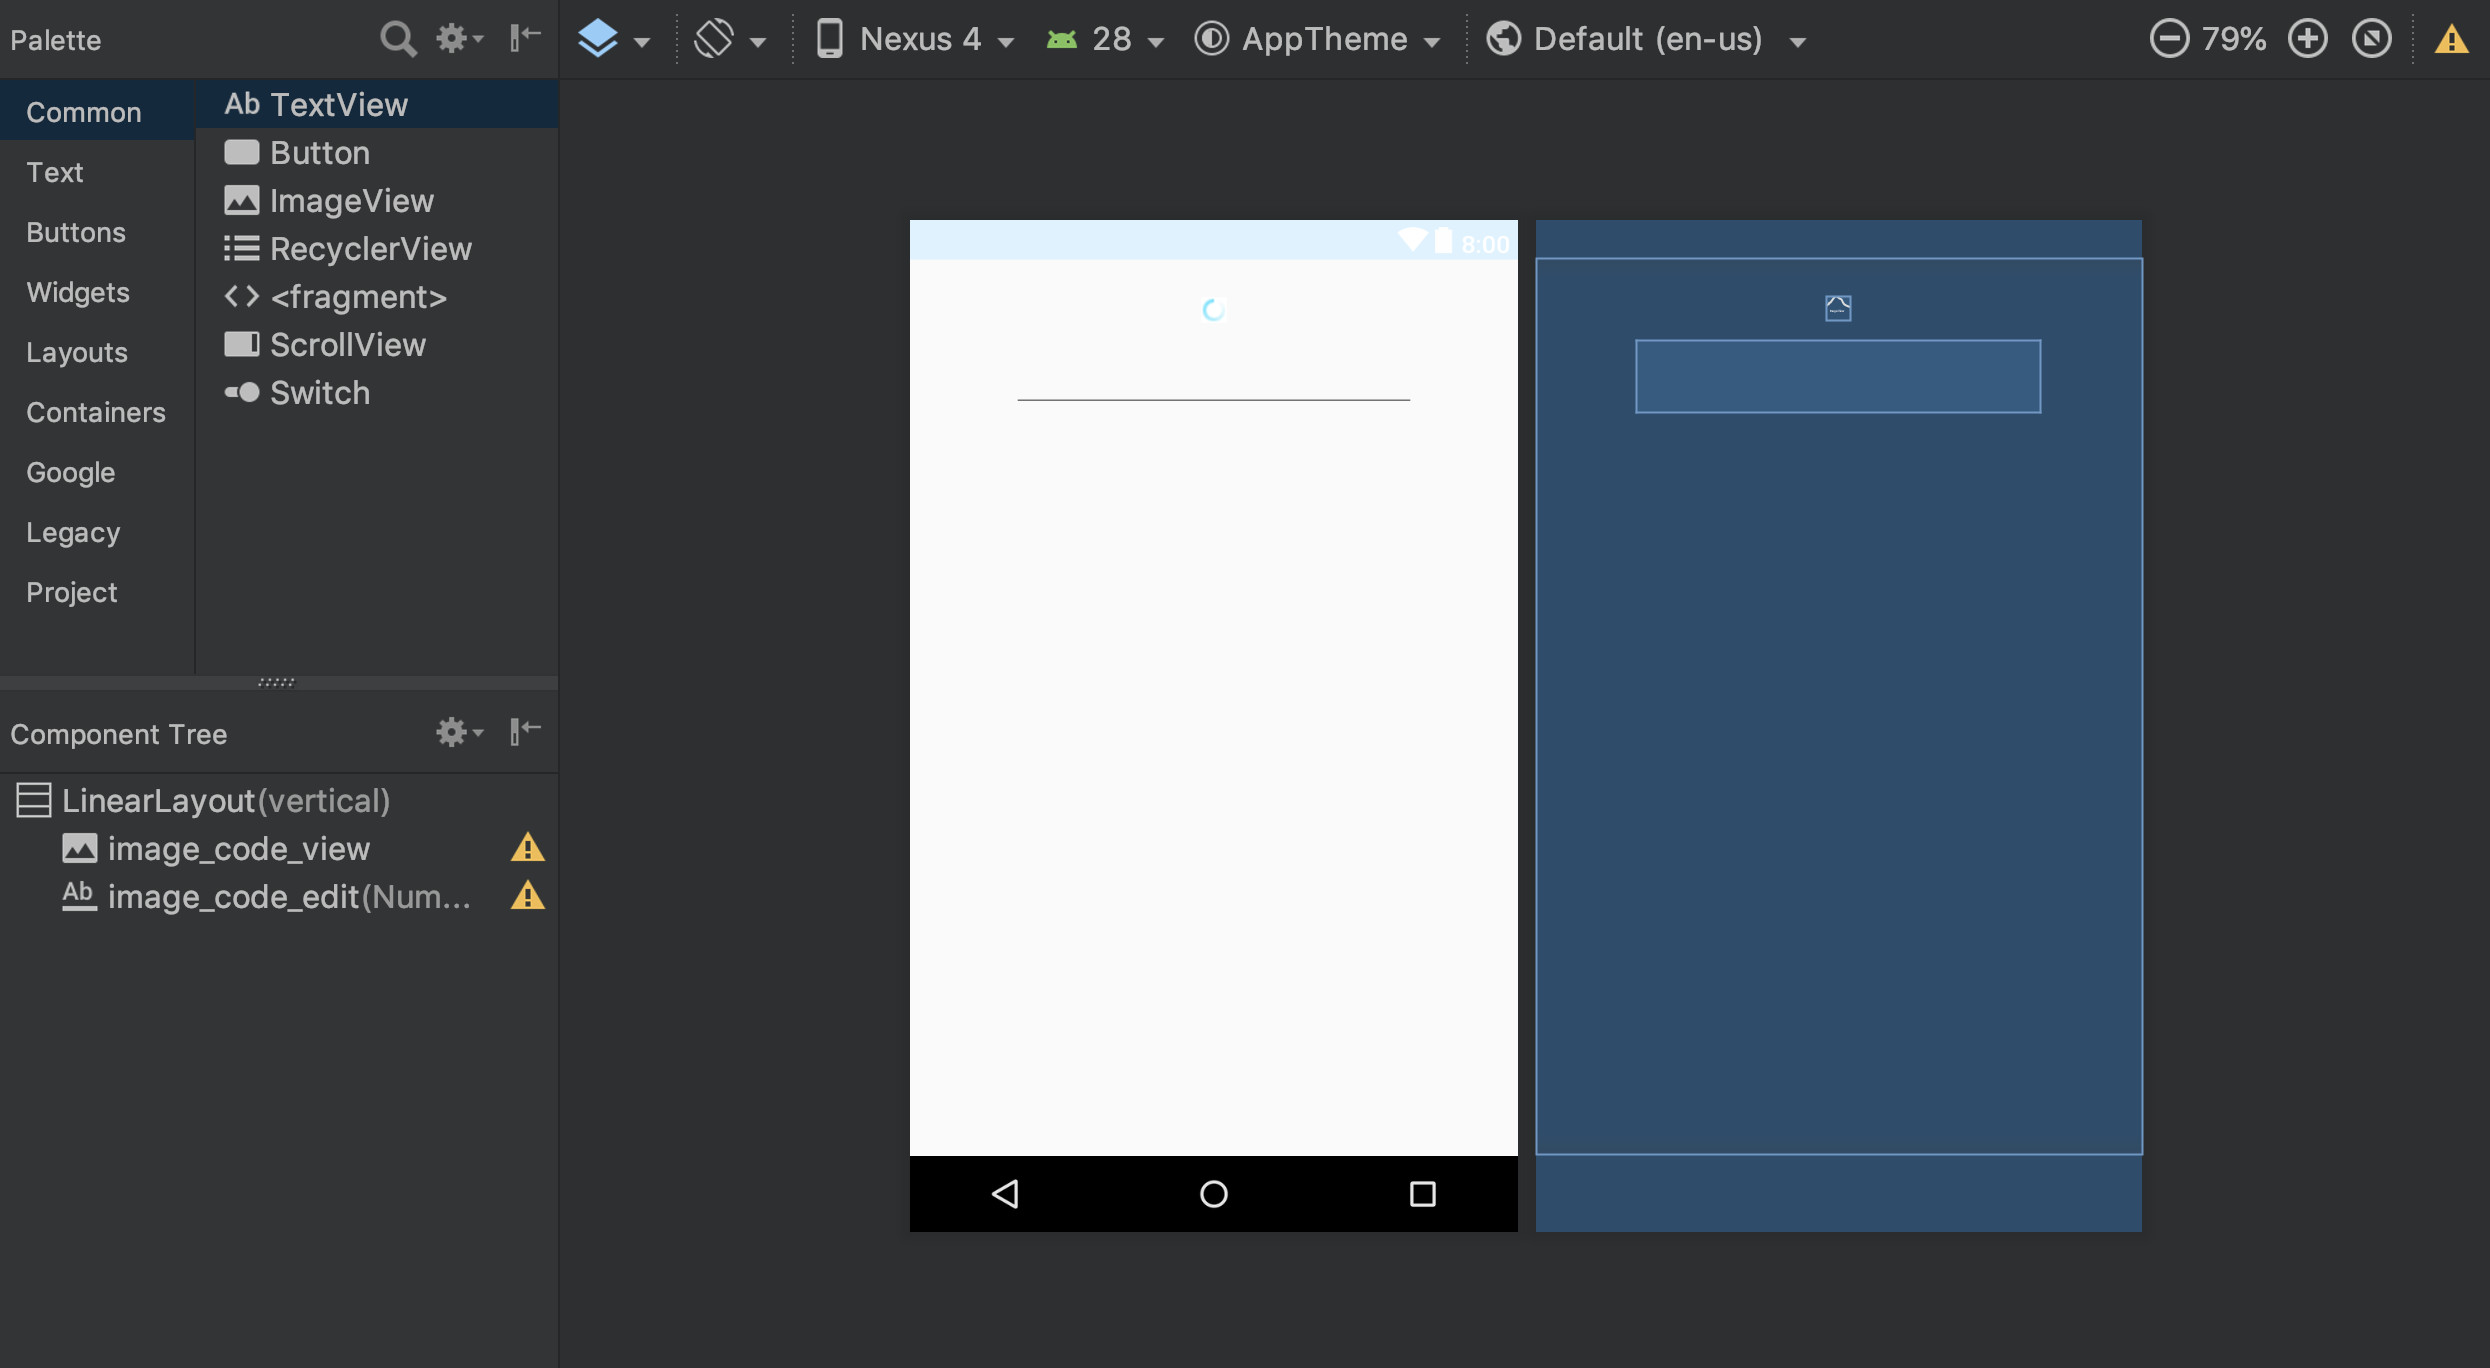 Palette
Nexus 4
28
AppTheme
Default (en-us)
79%
Common
Text
Buttons
Widgets
Layouts
Containers
Google
Legacy
Project
Ab TextView
Button
ImageView
RecyclerView
<fragment>
ScrollView
Switch
8:00
Component Tree
LinearLayout(vertical)
image_code_view
Ab image_code_edit(Num...